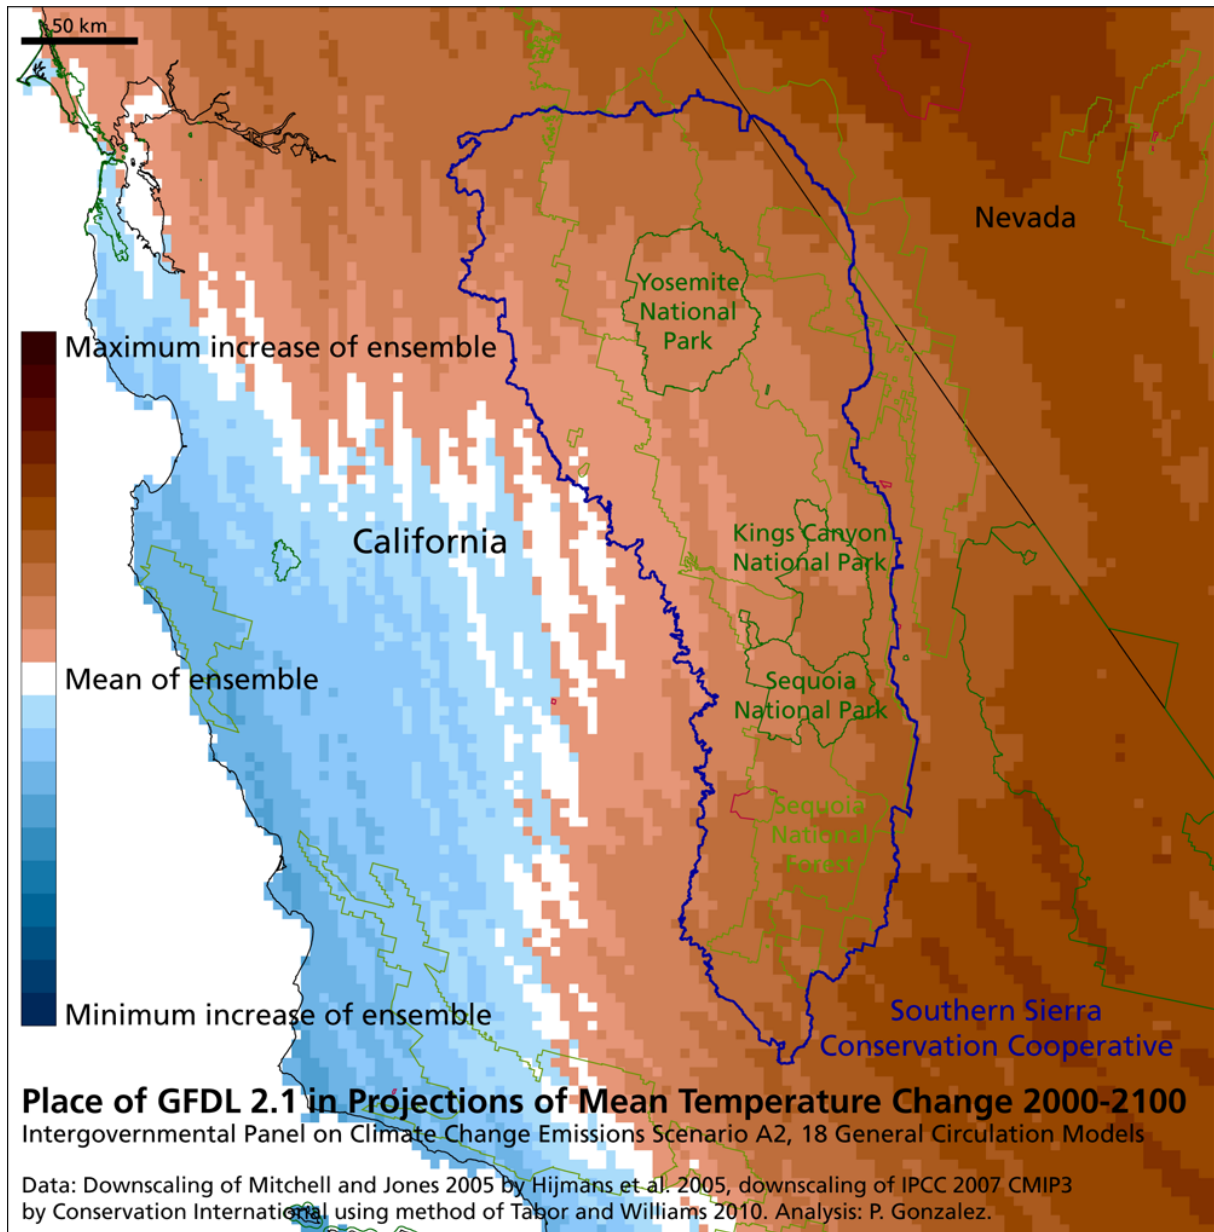 50 km
Nevada
Yosemite
National
Park
Maximum increase of ensemble
Kings Canyon
National Park
California
Mean of ensemble
Sequoia
National Park
Sequoia
National
Forest
Minimum increase of ensemble
Southern Sierra
Conservation Cooperative
Place of GFDL 2.1 in Projections of Mean Temperature Change 2000-2100
Intergovernmental Panel on Climate Change Emissions Scenario A2, 18 General Circulation Models
Data: Downscaling of Mitchell and Jones 2005 by Hijmans et al. 2005, downscaling of IPCC 2007 CMIP3
by Conservation International using method of Tabor and Williams 2010. Analysis: P. Gonzalez.